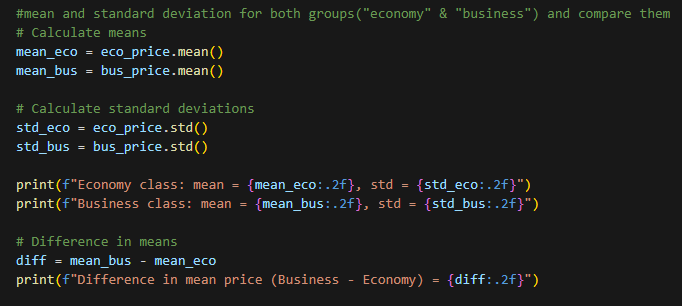 #mean and standard deviation for both groups("economy" & "business") and compare them
# Calculate means
mean_eco = eco_price.mean()
mean_bus = bus_price.mean()
# Calculate standard deviations
std_eco = eco_price.std()
std_bus = bus_price.std()
print(f"Economy class: mean = {mean_eco:.2f}, std = {std_eco:.2f}")
print(f"Business class: mean = {mean_bus:.2f}, std = {std_bus:.2f}")
# Difference in means
diff = mean_bus - mean_eco
print(f"Difference in mean price (Business - Economy) = {diff:.2f}")